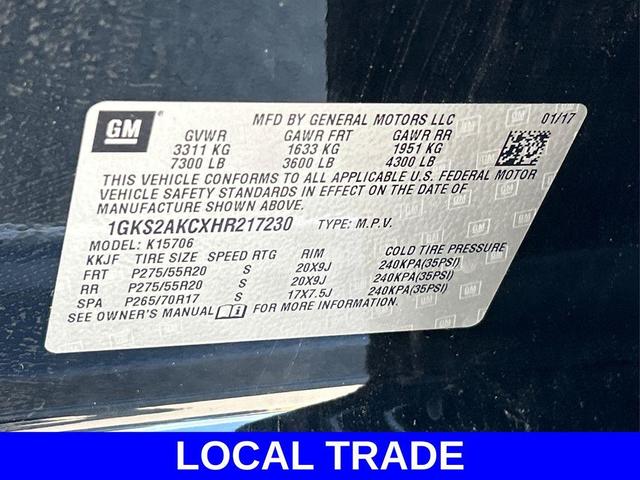 GM
MFD BY GENERAL MOTORS LLC 01/17
GVWR GAWR FRT GAWR RR
3311 KG 1633 KG 1951 KG
7300 LB 3600 LB 4300 LB
THIS VEHICLE CONFORMS TO ALL APPLICABLE U.S. FEDERAL MOTOR
VEHICLE SAFETY STANDARDS IN EFFECT ON THE DATE OF
MANUFACTURE SHOWN ABOVE.
1GKS2AKCXHR217230 TYPE: M.P.V.
MODEL: K15706
KKJF TIRE SIZE SPEED RTG RIM COLD TIRE PRESSURE
FRT P275/55R20 S 20X9J 240KPA(35PSI)
RR P275/55R20 S 20X9J 240KPA(35PSI)
SPA P265/70R17 S 17X7.5J 240KPA(35PSI)
SEE OWNER'S MANUAL FOR MORE INFORMATION.
LOCAL TRADE